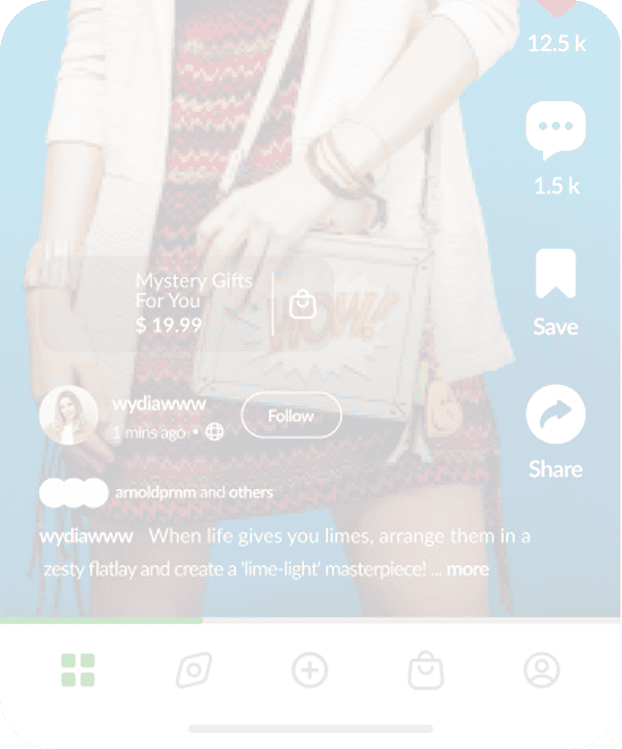 12.5 k
1.5 k
Save
Share
Mystery Gifts
For You
$ 19.99
WOW!
wydiawww
1 mins ago •
Follow
arnoldprnm and others
wydiawww When life gives you limes, arrange them in a
zesty flatlay and create a 'lime-light' masterpiece! ... more